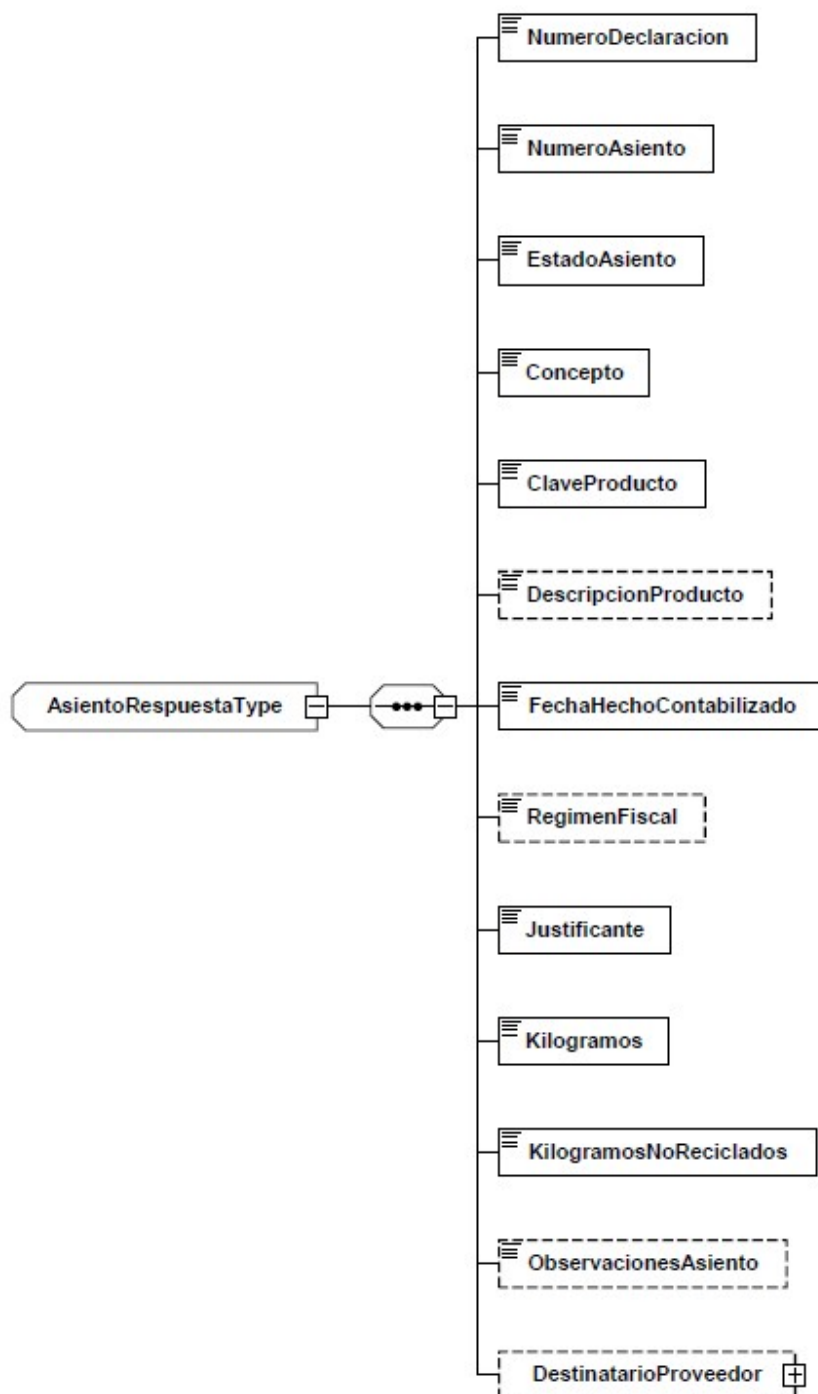 NumeroDeclaracion
NumeroAsiento
EstadoAsiento
Concepto
ClaveProducto
DescripcionProducto
AsientoRespuestaType
FechaHechoContabilizado
RegimenFiscal
Justificante
Kilogramos
KilogramosNoReciclados
ObservacionesAsiento
DestinatarioProveedor